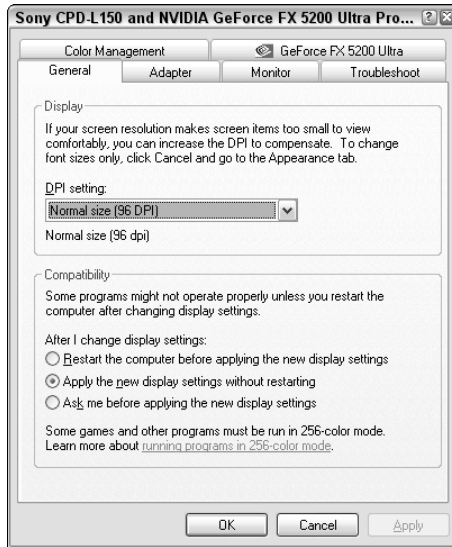 Sony CPD-L150 and NVIDIA GeForce FX 5200 Ultra Pro...
Color Management
GeForce FX 5200 Ultra
General
Adapter
Monitor
Troubleshoot
Display
If your screen resolution makes screen items too small to view
comfortably, you can increase the DPI to compensate. To change
font sizes only, click Cancel and go to the Appearance tab.
DPI setting:
Normal size (96 DPI)
Normal size (96 dpi)
Compatibility
Some programs might not operate properly unless you restart the
computer after changing display settings.
After I change display settings:
Restart the computer before applying the new display settings
Apply the new display settings without restarting
Ask me before applying the new display settings
Some games and other programs must be run in 256-color mode.
Learn more about running programs in 256-color mode.
OK
Cancel
Apply